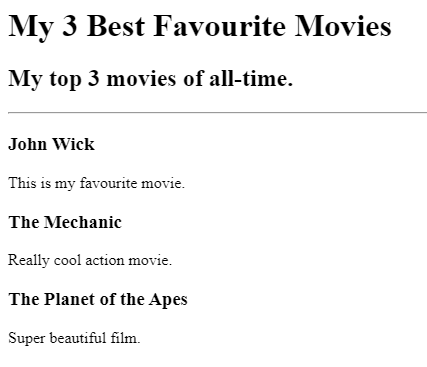 My 3 Best Favourite Movies
My top 3 movies of all-time.
John Wick
This is my favourite movie.
The Mechanic
Really cool action movie.
The Planet of the Apes
Super beautiful film.